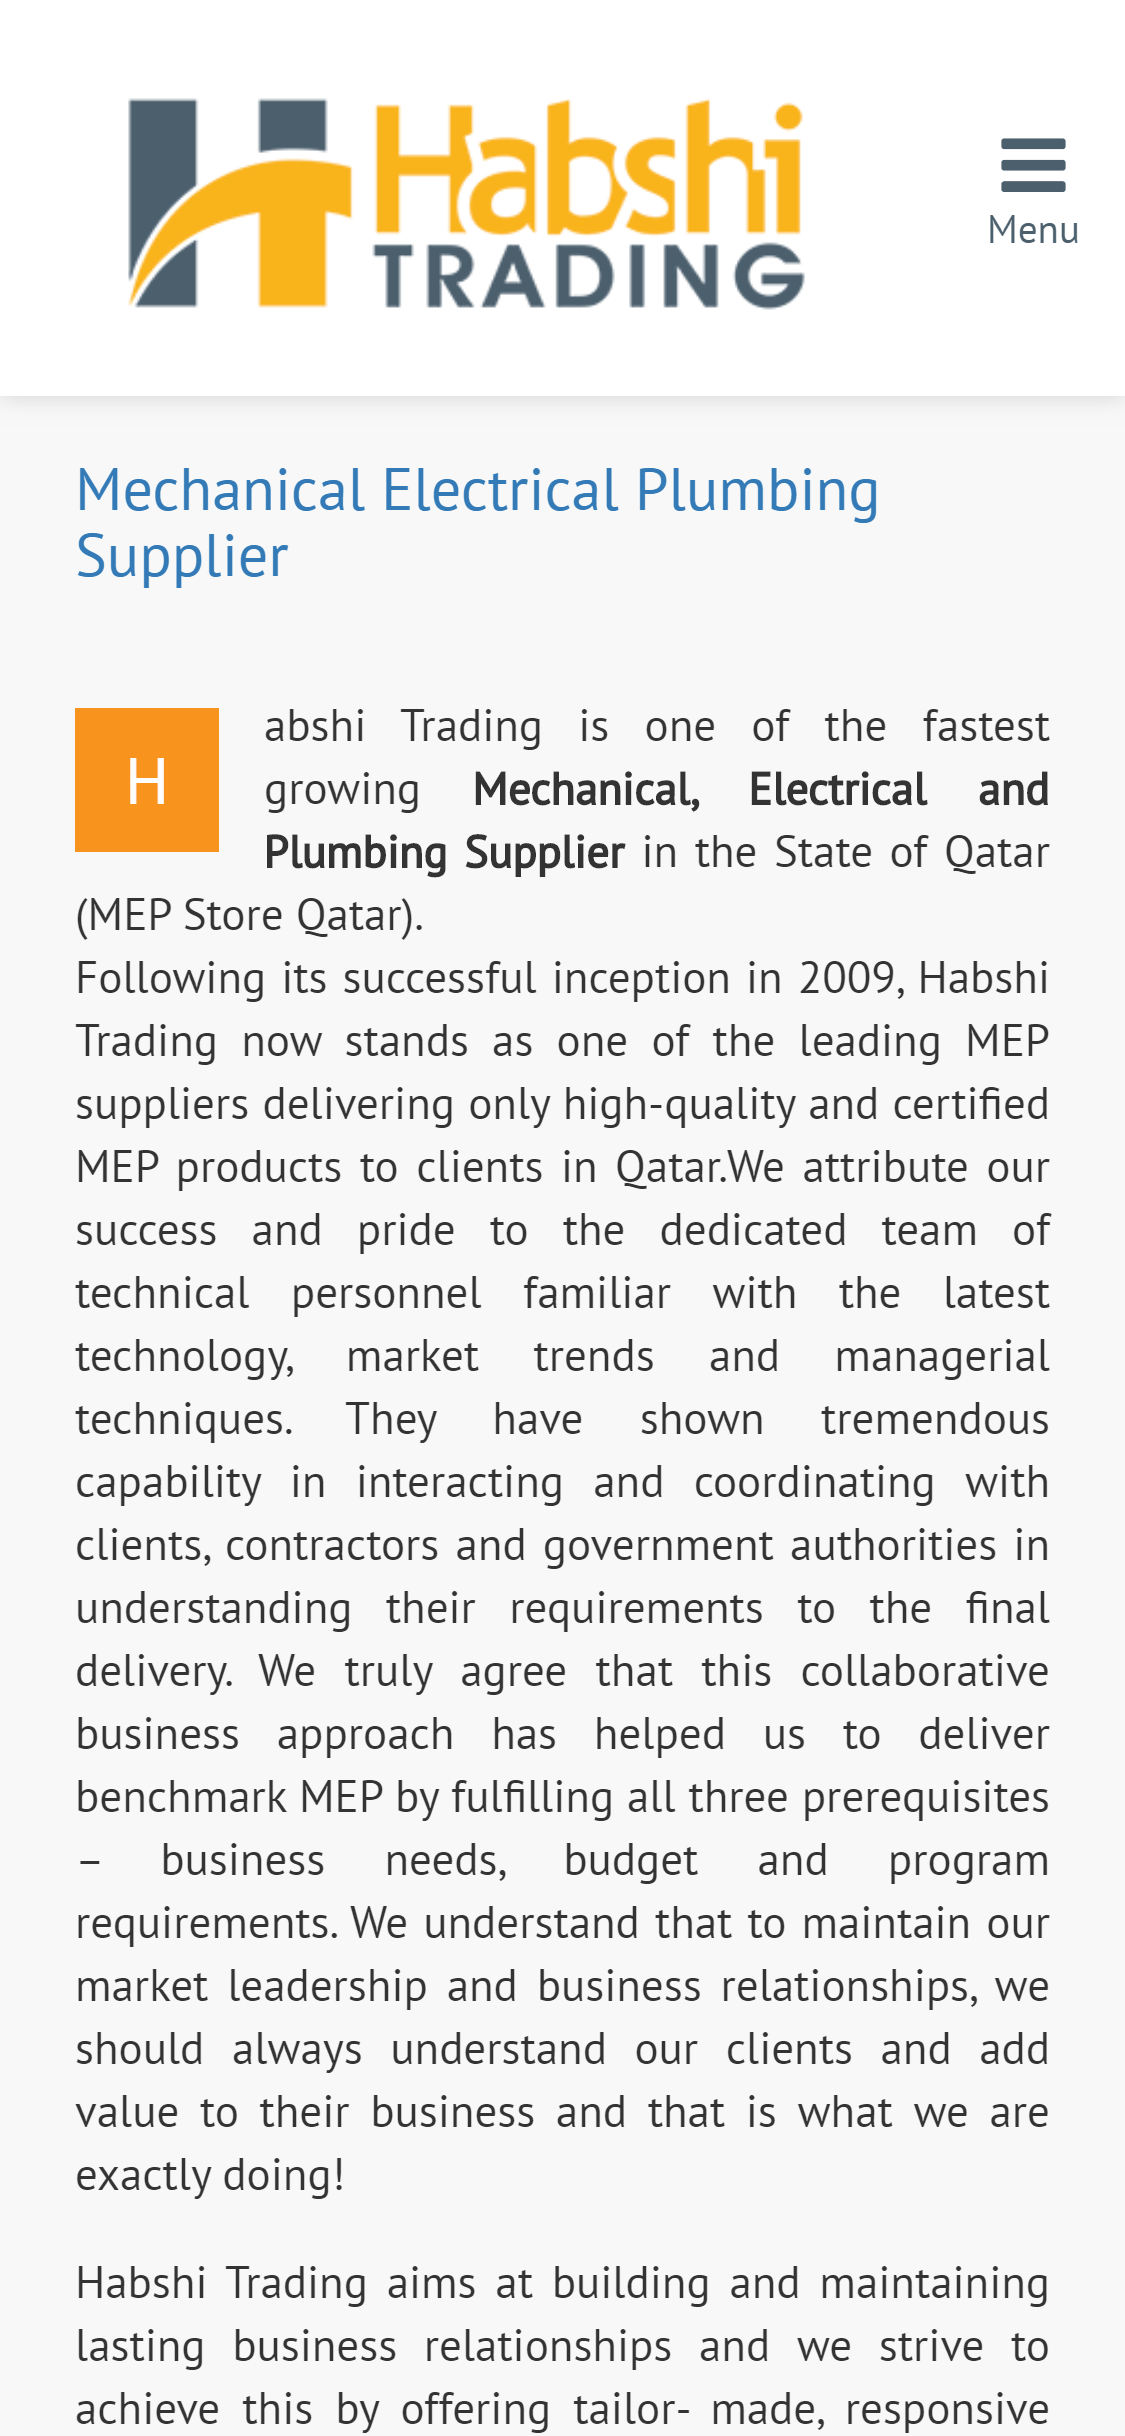 Habshi
TRADING
Menu
Mechanical Electrical Plumbing
Supplier
H
abshi Trading is one of the fastest
growing Mechanical, Electrical and
Plumbing Supplier in the State of Qatar
(MEP Store Qatar).
Following its successful inception in 2009, Habshi
Trading now stands as one of the leading MEP
suppliers delivering only high-quality and certified
MEP products to clients in Qatar.We attribute our
success and pride to the dedicated team of
technical personnel familiar with the latest
technology, market trends and managerial
techniques. They have shown tremendous
capability in interacting and coordinating with
clients, contractors and government authorities in
understanding their requirements to the final
delivery. We truly agree that this collaborative
business approach has helped us to deliver
benchmark MEP by fulfilling all three prerequisites
– business needs, budget and program
requirements. We understand that to maintain our
market leadership and business relationships, we
should always understand our clients and add
value to their business and that is what we are
exactly doing!
Habshi Trading aims at building and maintaining
lasting business relationships and we strive to
achieve this by offering tailor- made, responsive